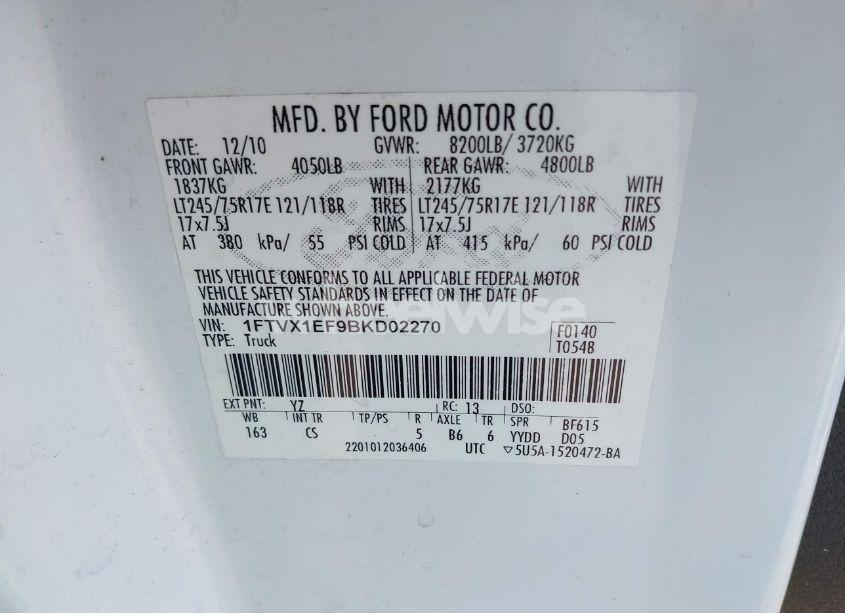 MFD. BY FORD MOTOR CO.
DATE: 12/10 GVWR: 8200LB/ 3720KG
FRONT GAWR: 4050LB REAR GAWR: 4800LB
1837KG WITH 2177KG WITH
LT245/75R17E 121/118R TIRES LT245/75R17E 121/118R TIRES
17x7.5J RIMS 17x7.5J RIMS
AT 380 kPa/ 55 PSI COLD AT 415 kPa/ 60 PSI COLD
THIS VEHICLE CONFORMS TO ALL APPLICABLE FEDERAL MOTOR
VEHICLE SAFETY STANDARDS IN EFFECT ON THE DATE OF
MANUFACTURE SHOWN ABOVE.
VIN: 1FTVX1EF9BKD02270 F0140
TYPE: Truck T0548
EXT PNT: YZ RC: 13 DSO:
WB INT TR TP/PS R AXLE TR SPR BF615
163 CS 5 B6 6 YYDD D05
2201012036406 UTC ▽5U5A-1520472-BA